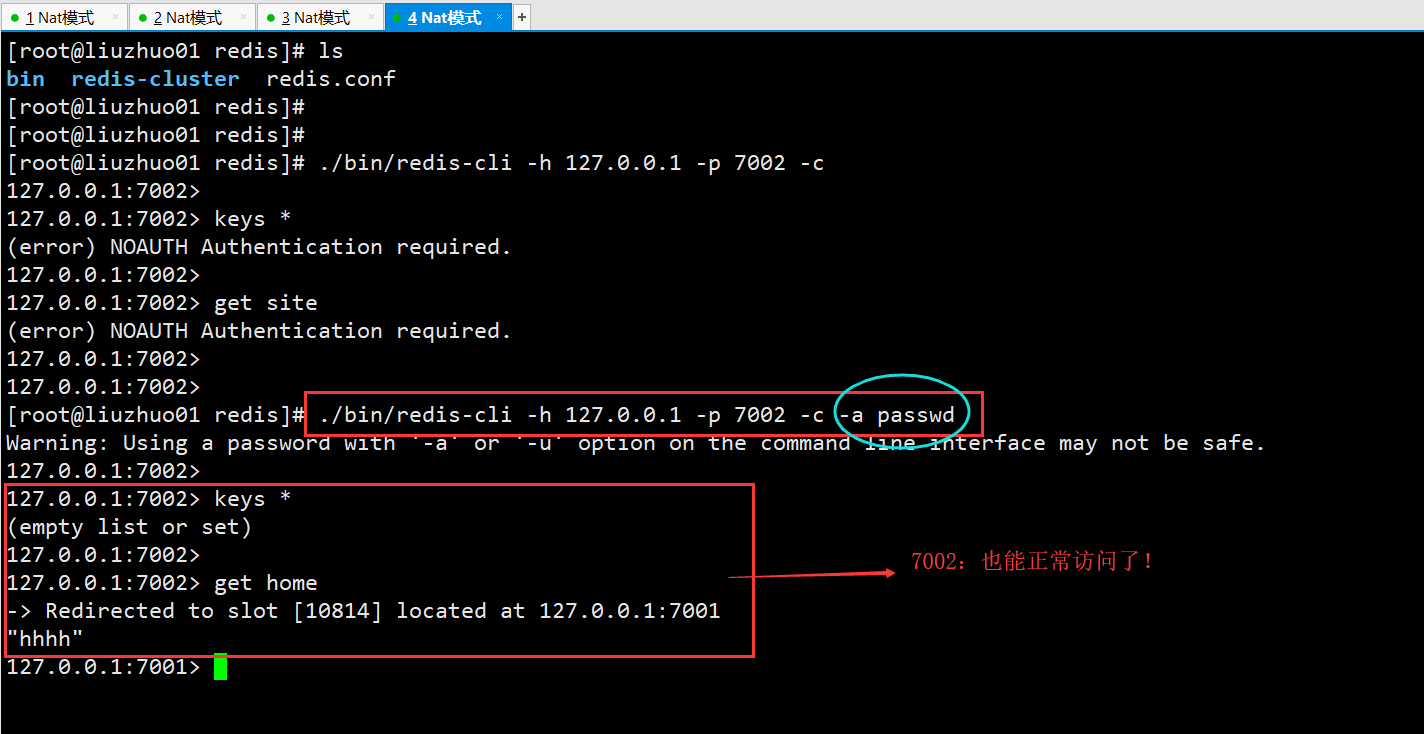 1 Nat模式 × 2 Nat模式 × 3 Nat模式 × 4 Nat模式 × +
[root@liuzhuo01 redis]# ls
bin  redis-cluster  redis.conf
[root@liuzhuo01 redis]#
[root@liuzhuo01 redis]#
[root@liuzhuo01 redis]# ./bin/redis-cli -h 127.0.0.1 -p 7002 -c
127.0.0.1:7002>
127.0.0.1:7002> keys *
(error) NOAUTH Authentication required.
127.0.0.1:7002>
127.0.0.1:7002> get site
(error) NOAUTH Authentication required.
127.0.0.1:7002>
127.0.0.1:7002>
[root@liuzhuo01 redis]# ./bin/redis-cli -h 127.0.0.1 -p 7002 -c -a passwd
Warning: Using a password with '-a' or '-u' option on the command line interface may not be safe.
127.0.0.1:7002>
127.0.0.1:7002> keys *
(empty list or set)
127.0.0.1:7002>
7002：也能正常访问了！
127.0.0.1:7002> get home
-> Redirected to slot [10814] located at 127.0.0.1:7001
"hhhh"
127.0.0.1:7001>